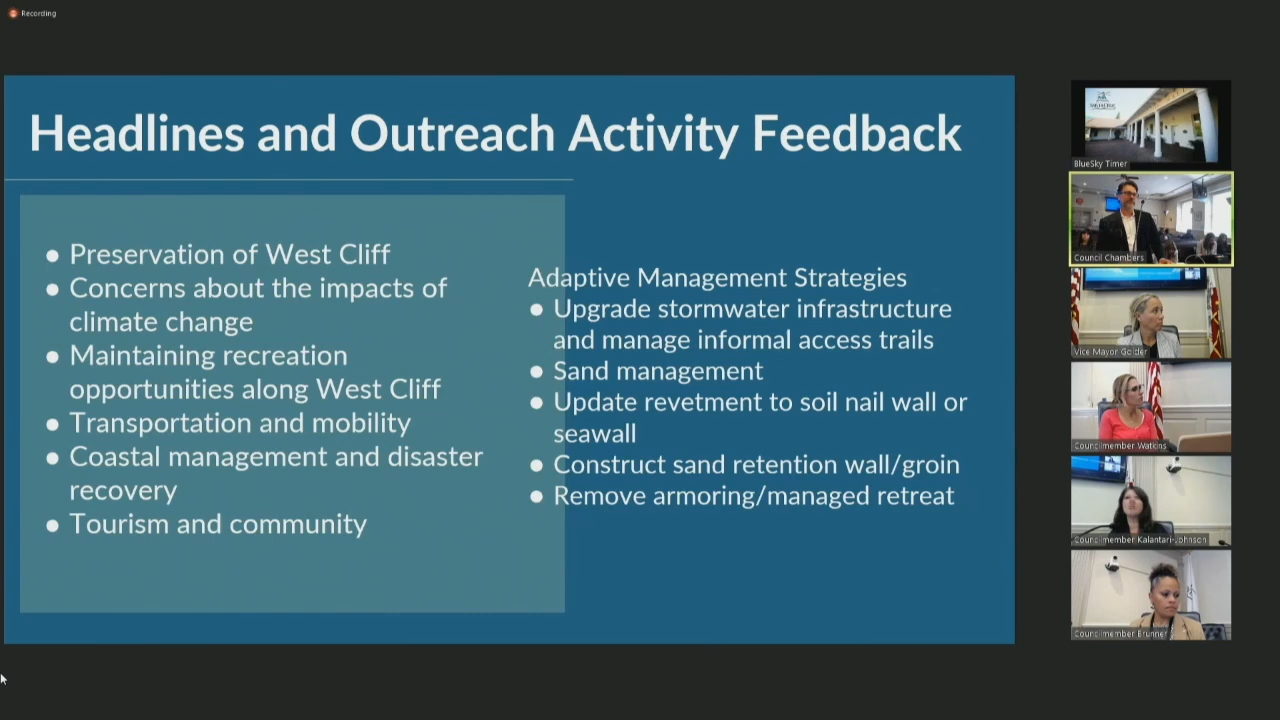 Recording
Headlines and Outreach Activity Feedback
● Preservation of West Cliff
● Concerns about the impacts of
climate change
● Maintaining recreation
opportunities along West Cliff
● Transportation and mobility
● Coastal management and disaster
recovery
● Tourism and community
Adaptive Management Strategies
● Upgrade stormwater infrastructure
and manage informal access trails
● Sand management
● Update revetment to soil nail wall or
seawall
● Construct sand retention wall/groin
● Remove armoring/managed retreat
BlueSky Timer
Council Chambers
Vice Mayor Golder
Councilmember Watkins
Councilmember Kalantari-Johnson
Councilmember Brunner